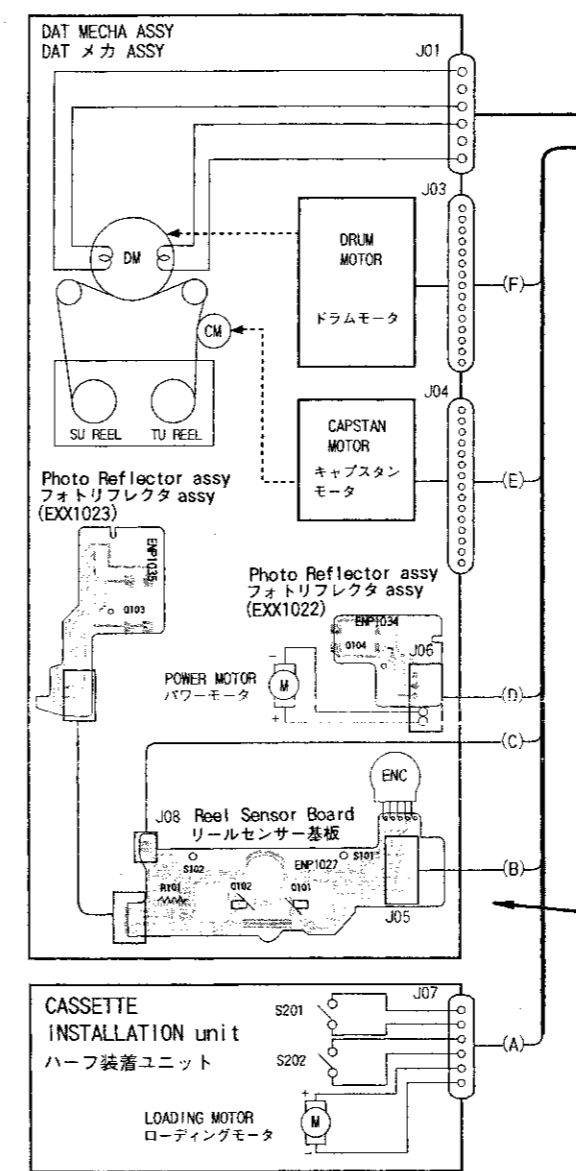 DAT MECHA ASSY
DAT メカ ASSY
J01
DM
J03
DRUM
MOTOR
ドラムモータ
(F)
CM
SU REEL
TU REEL
J04
CAPSTAN
MOTOR
キャプスタン
モータ
(E)
Photo Reflector assy
フォトリフレクタ assy
(EXX1023)
ENP1035
Q103
Photo Reflector assy
フォトリフレクタ assy
(EXX1022)
ENP1034
Q104
J06
POWER MOTOR
パワーモータ
-
M
+
(D)
(C)
ENC
J08 Reel Sensor Board
リールセンサー基板
S102
ENP1027
S101
R101
Q102
Q101
J05
(B)
CASSETTE
INSTALLATION unit
ハーフ装着ユニット
J07
S201
S202
(A)
LOADING MOTOR
ローディングモータ
+
M
-